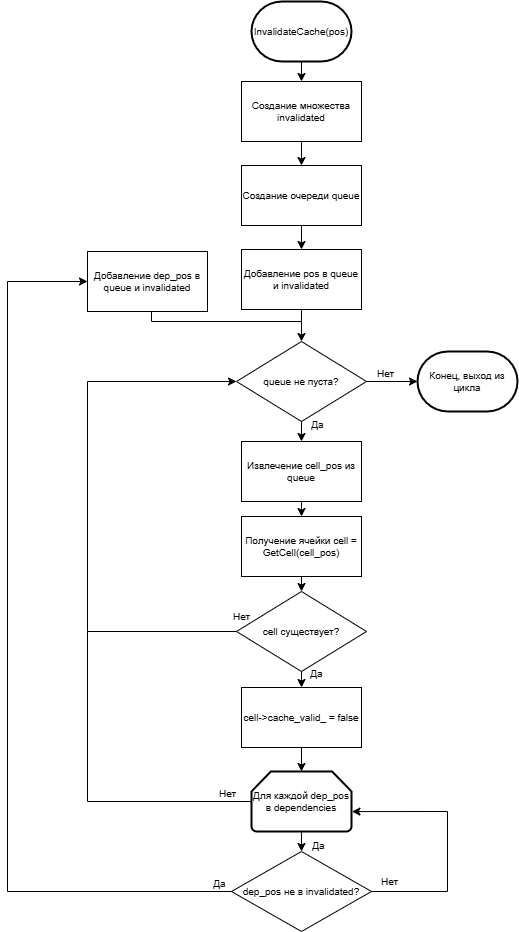 InvalidateCache(pos)
Создание множества
invalidated
Создание очереди queue
Добавление dep_pos в
queue и invalidated
Добавление pos в queue
и invalidated
queue не пуста?
Нет
Конец, выход из
цикла
Да
Извлечение cell_pos из
queue
Получение ячейки cell =
GetCell(cell_pos)
Нет
cell существует?
Да
cell->cache_valid_ = false
Нет
Для каждой dep_pos
в dependencies
Да
Да
dep_pos не в invalidated?
Нет